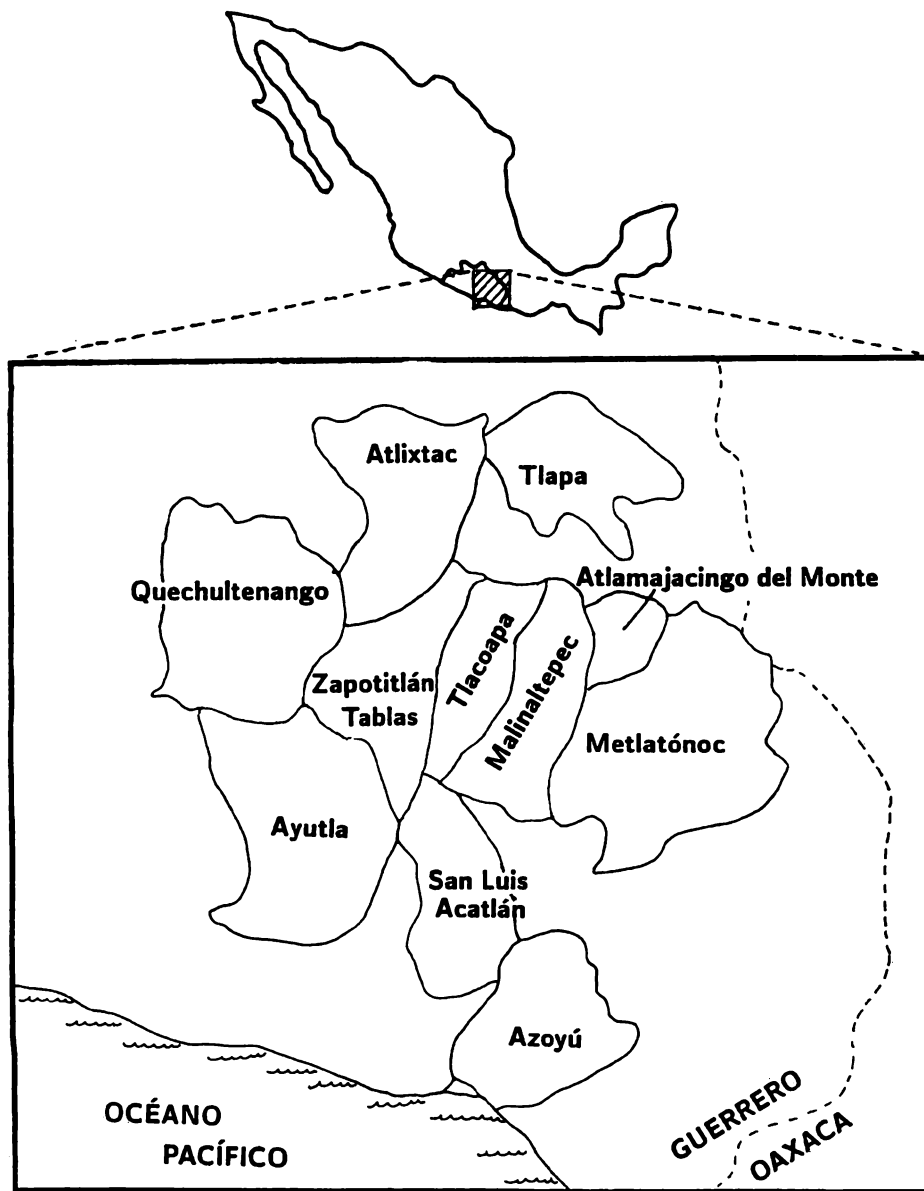 Atlixtac
Tlapa
Atlamajacingo del Monte
Quechultenango
Zapotitlán
Tablas
Tlacoapa
Malinaltepec
Metlatónoc
Ayutla
San Luis
Acatlán
Azoyú
OCÉANO
PACÍFICO
GUERRERO
OAXACA